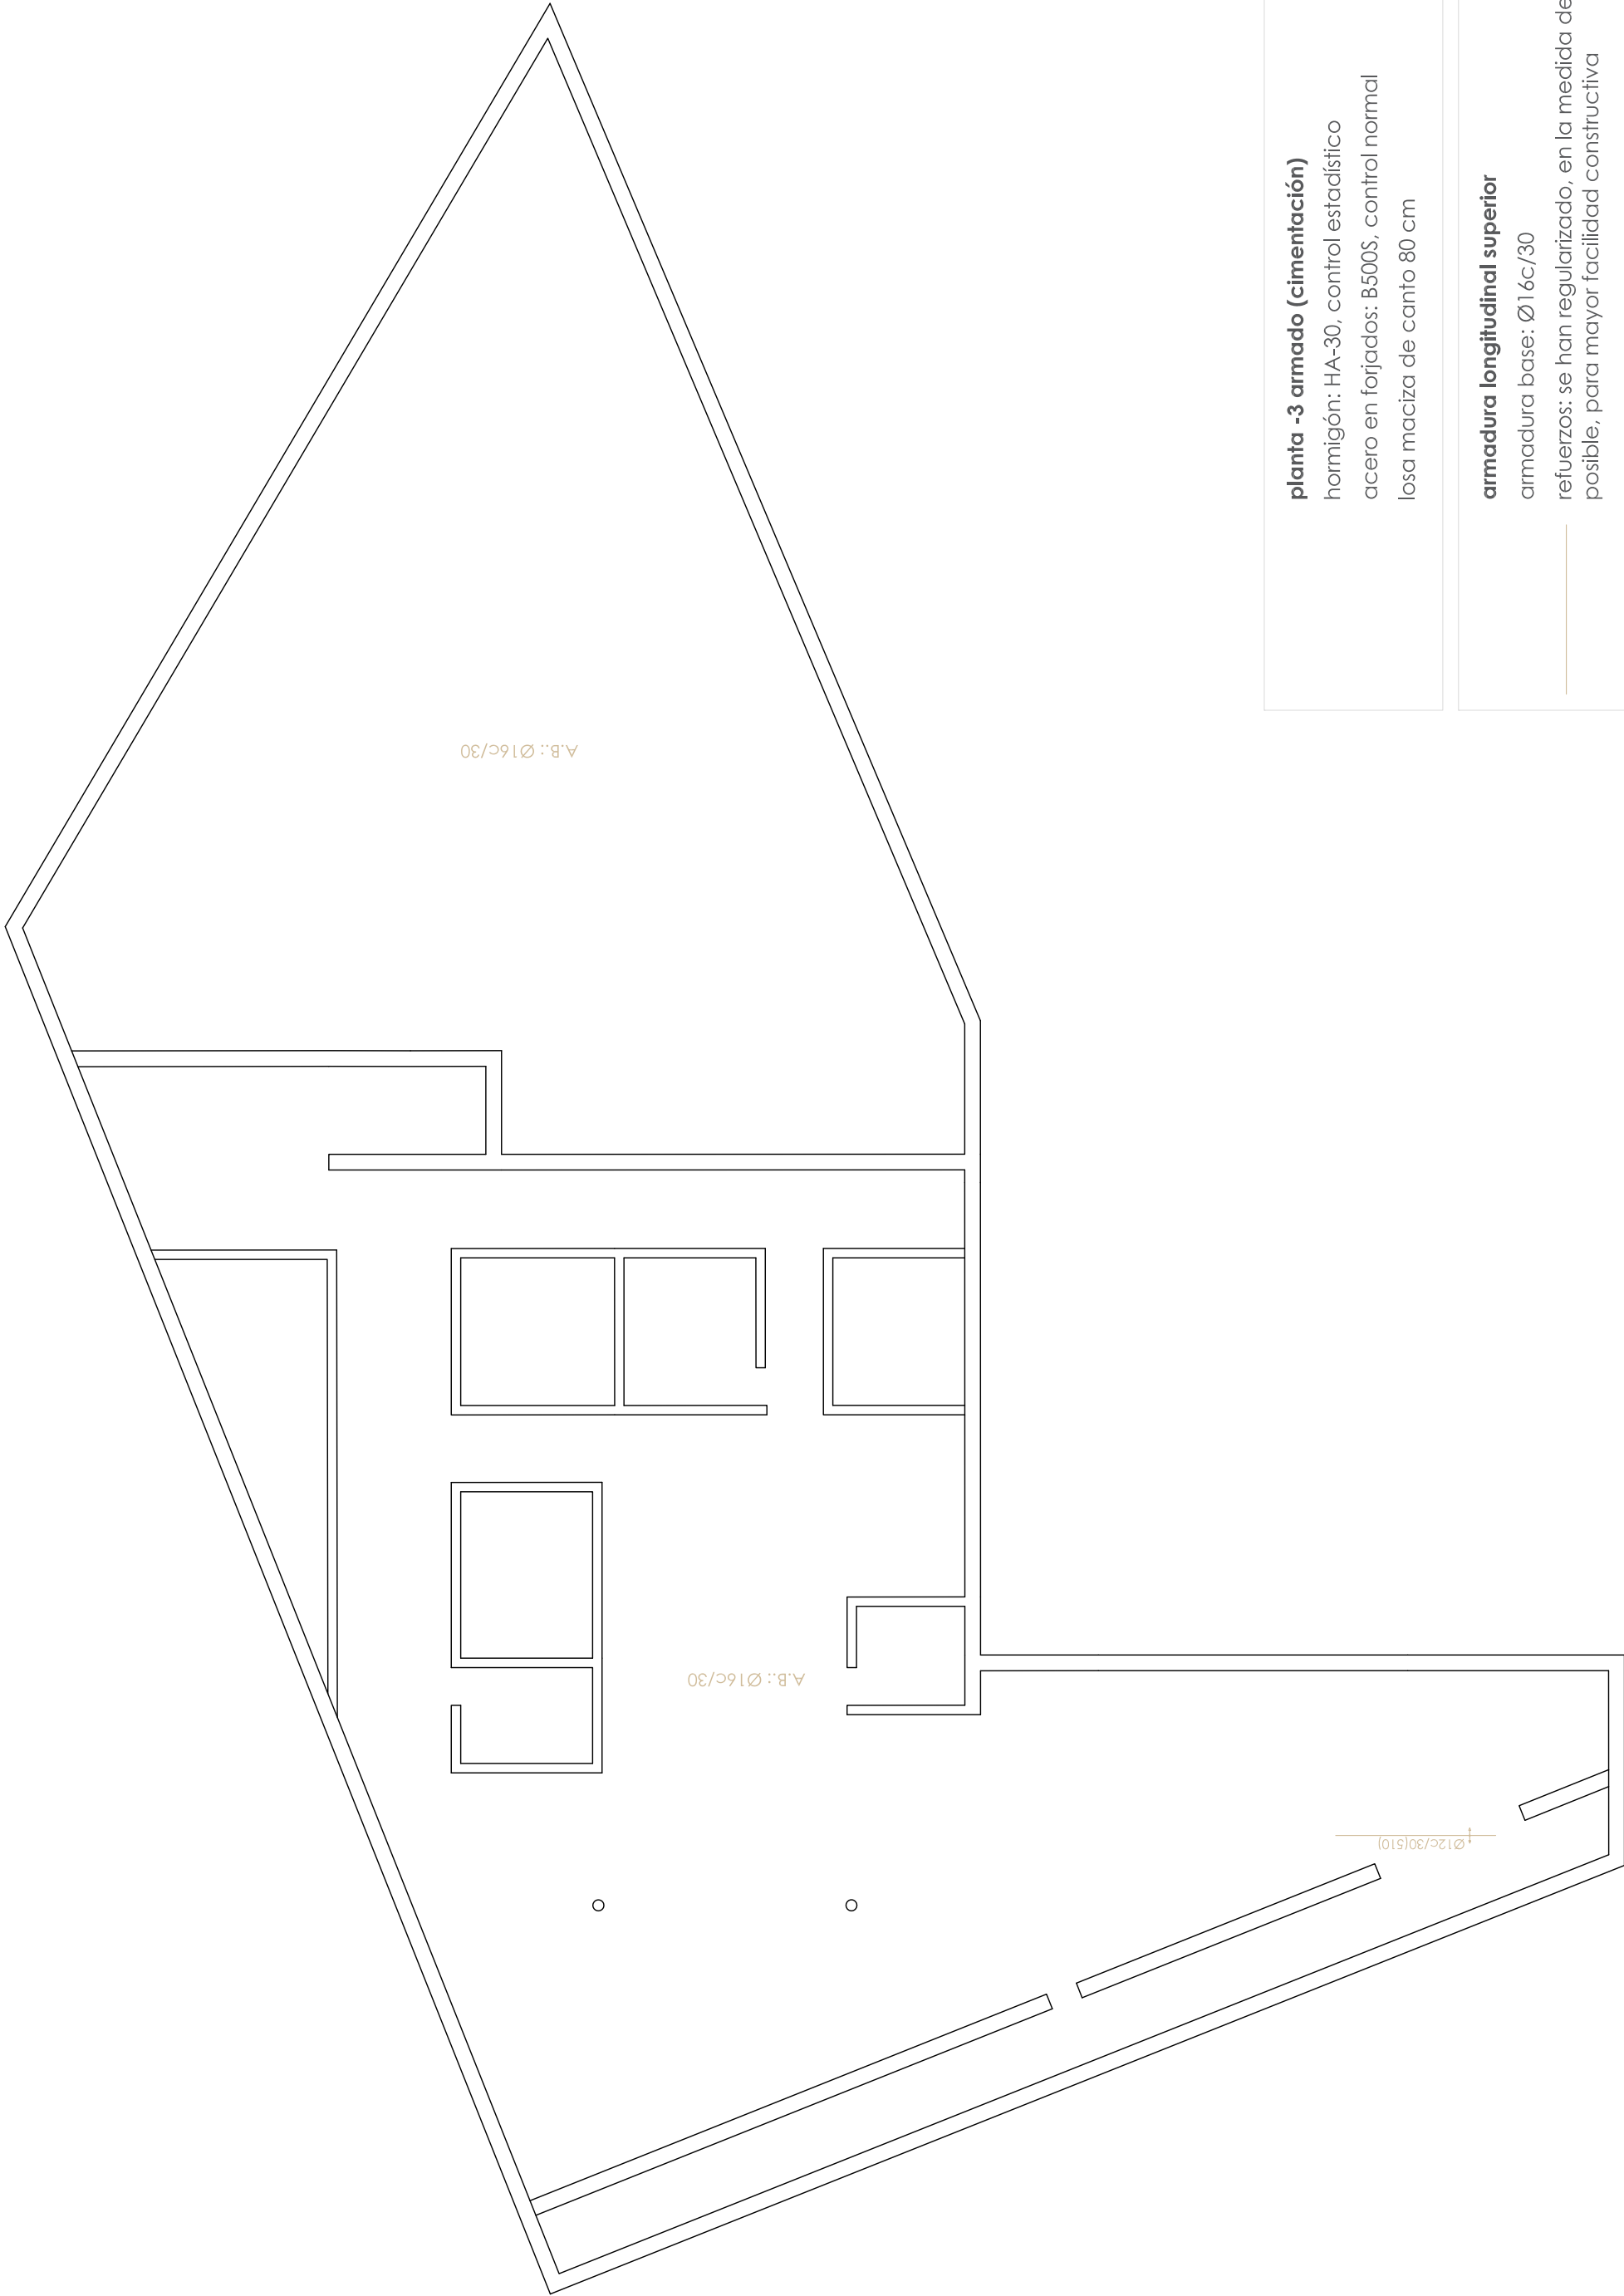 planta -3 armado (cimentación)
hormigón: HA-30, control estadístico
acero en forjados: B500S, control normal
losa maciza de canto 80 cm
armadura longitudinal superior
armadura base: Ø16c/30
refuerzos: se han regularizado, en la medida de
posible, para mayor facilidad constructiva
A.B.: Ø16c/30
A.B.: Ø16c/30
Ø12c/30(510)